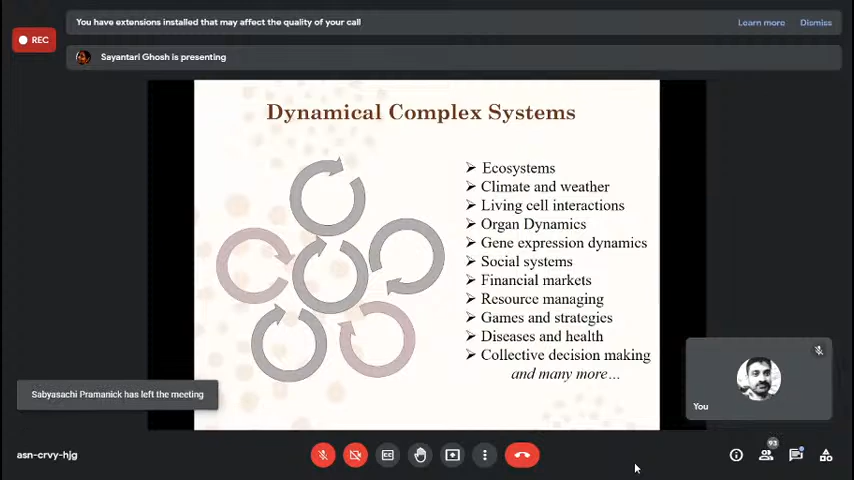 You have extensions installed that may affect the quality of your call
Learn more
Dismiss
REC
Sayantari Ghosh is presenting
Dynamical Complex Systems
Ecosystems
Climate and weather
Living cell interactions
Organ Dynamics
Gene expression dynamics
Social systems
Financial markets
Resource managing
Games and strategies
Diseases and health
Collective decision making
and many more...
Sabyasachi Pramanick has left the meeting
You
asn-crvy-hjg
CC
93